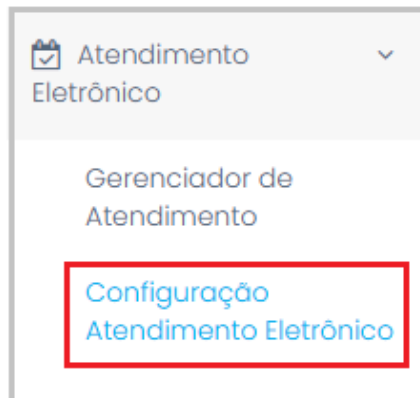 Atendimento
Eletrônico
Gerenciador de
Atendimento
Configuração
Atendimento Eletrônico